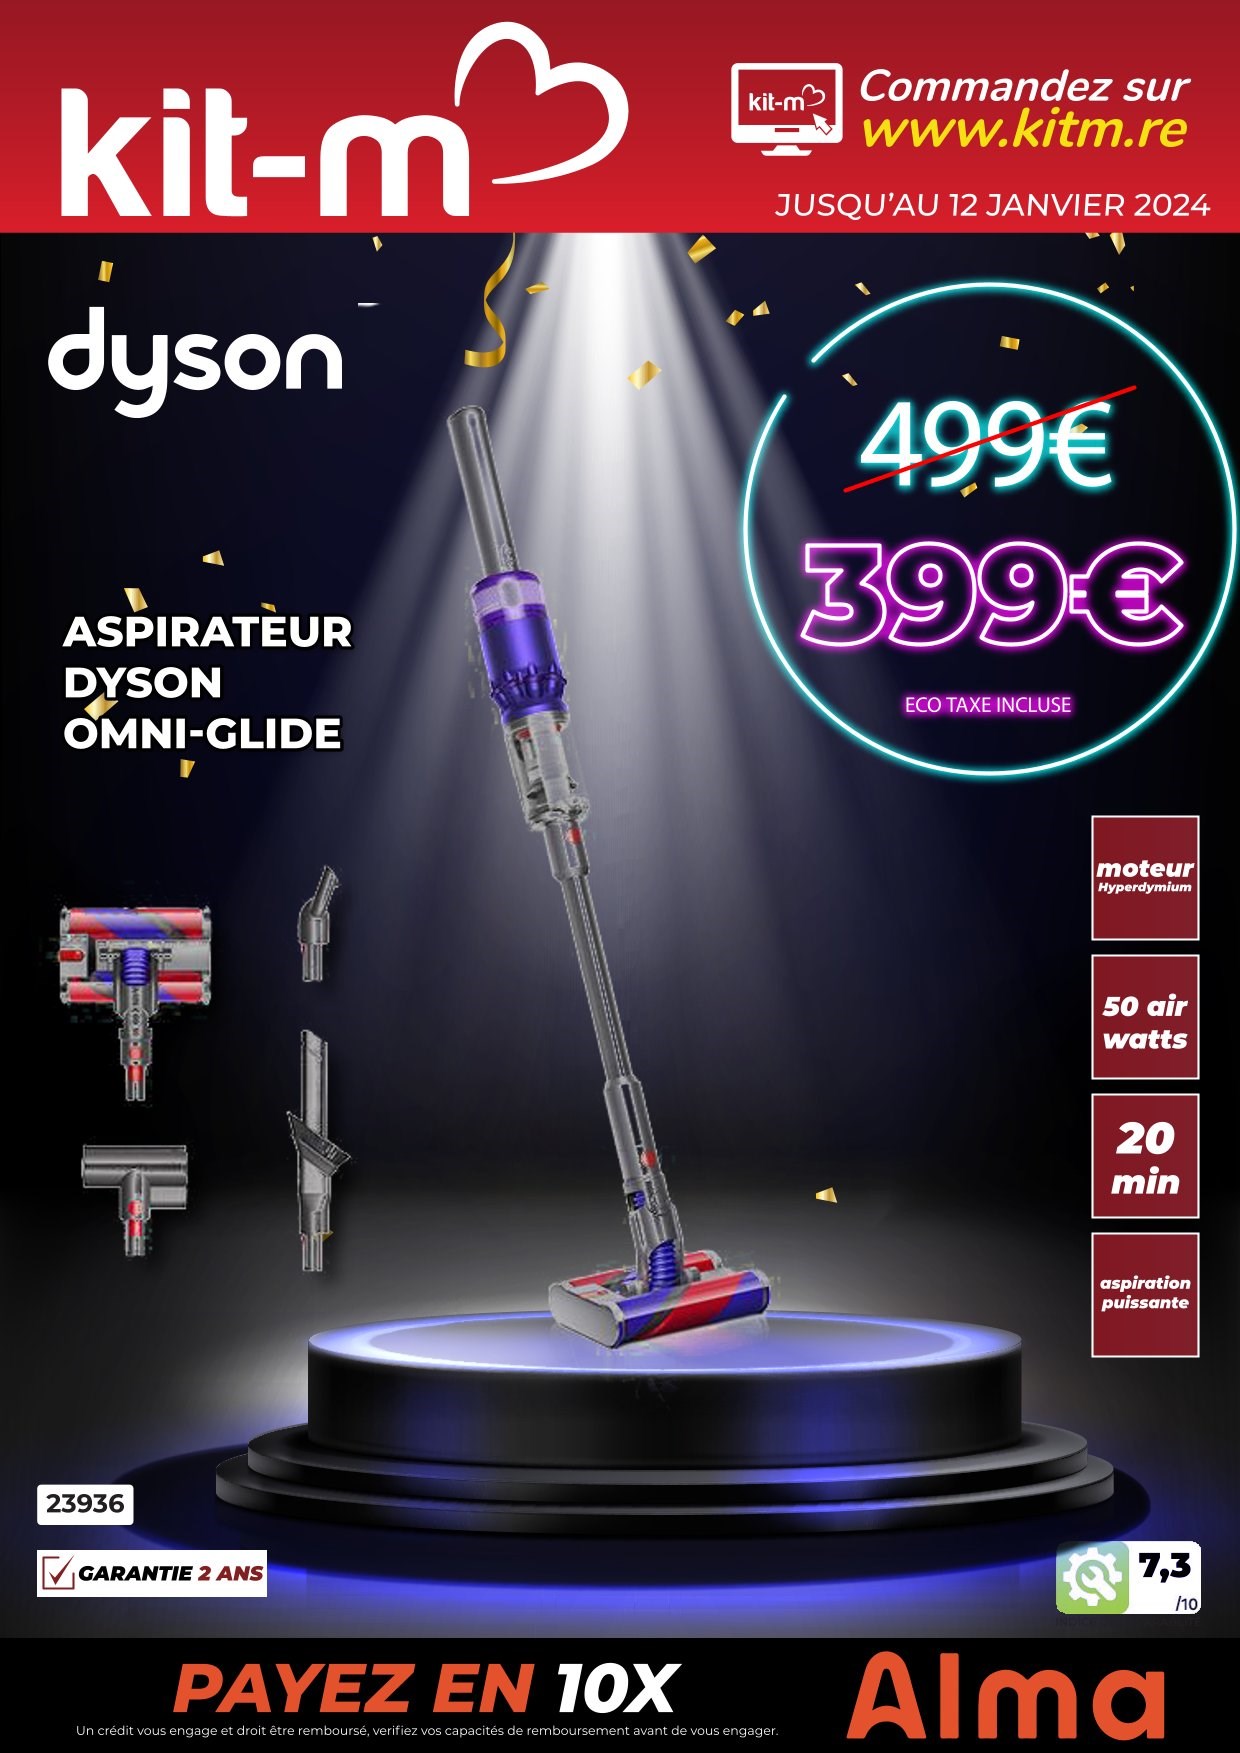 kit-m
kit-m
Commandez sur
www.kitm.re
JUSQU'AU 12 JANVIER 2024
dyson
499€
399€
ECO TAXE INCLUSE
ASPIRATEUR
DYSON
OMNI-GLIDE
moteur
Hyperdymium
50 air
watts
20
min
aspiration
puissante
23936
GARANTIE 2 ANS
7,3
/10
PAYEZ EN 10X
Un crédit vous engage et droit être remboursé, verifiez vos capacités de remboursement avant de vous engager.
Alma